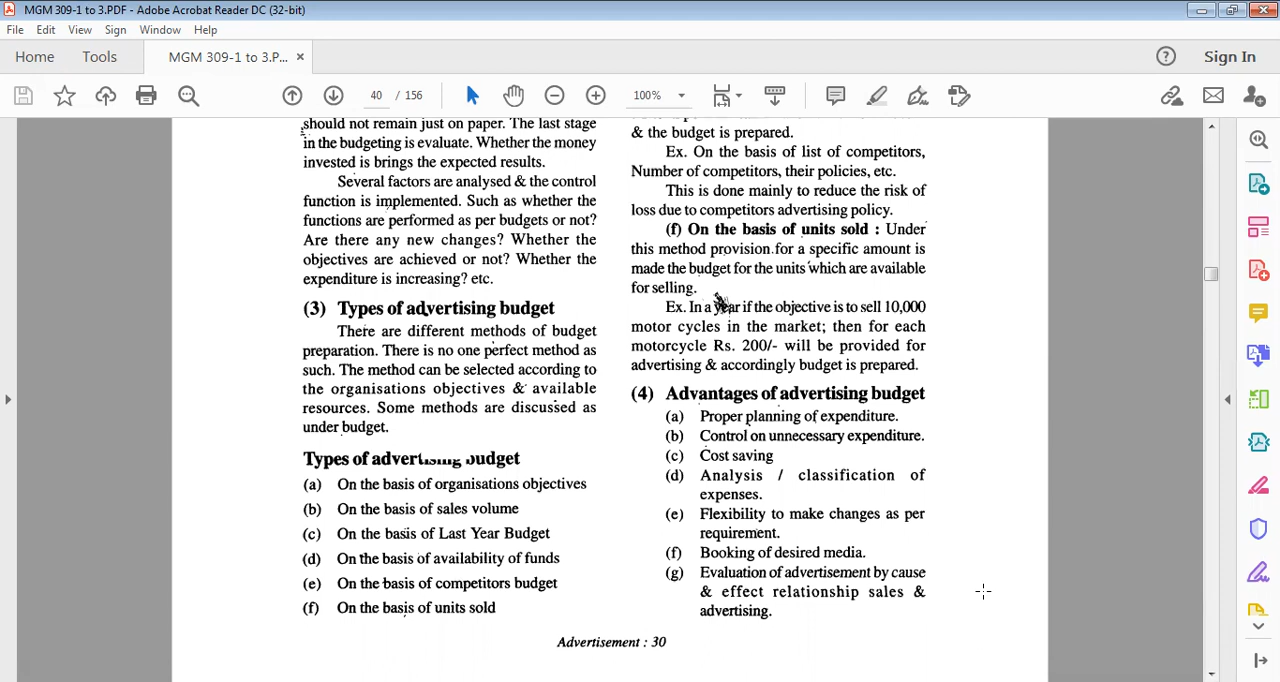 MGM 309-1 to 3.PDF - Adobe Acrobat Reader DC (32-bit)
File Edit View Sign Window Help
Home Tools MGM 309-1 to 3.P... × Sign In
40 / 156 100%
should not remain just on paper. The last stage
in the budgeting is evaluate. Whether the money
invested is brings the expected results.
Several factors are analysed & the control
function is implemented. Such as whether the
functions are performed as per budgets or not?
Are there any new changes? Whether the
objectives are achieved or not? Whether the
expenditure is increasing? etc.
(3) Types of advertising budget
There are different methods of budget
preparation. There is no one perfect method as
such. The method can be selected according to
the organisations objectives & available
resources. Some methods are discussed as
under budget.
Types of advertising budget
(a) On the basis of organisations objectives
(b) On the basis of sales volume
(c) On the basis of Last Year Budget
(d) On the basis of availability of funds
(e) On the basis of competitors budget
(f) On the basis of units sold
& the budget is prepared.
Ex. On the basis of list of competitors,
Number of competitors, their policies, etc.
This is done mainly to reduce the risk of
loss due to competitors advertising policy.
(f) On the basis of units sold : Under
this method provision for a specific amount is
made the budget for the units which are available
for selling.
Ex. In a year if the objective is to sell 10,000
motor cycles in the market; then for each
motorcycle Rs. 200/- will be provided for
advertising & accordingly budget is prepared.
(4) Advantages of advertising budget
(a) Proper planning of expenditure.
(b) Control on unnecessary expenditure.
(c) Cost saving
(d) Analysis / classification of
expenses.
(e) Flexibility to make changes as per
requirement.
(f) Booking of desired media.
(g) Evaluation of advertisement by cause
& effect relationship sales &
advertising.
Advertisement : 30